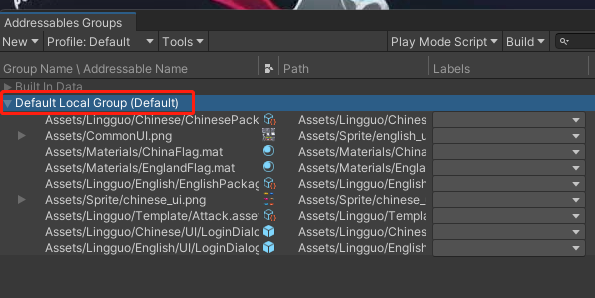 Addressables Groups
New Profile: Default Tools Play Mode Script Build
Group Name \ Addressable Name Path Labels
Built In Data
Default Local Group (Default)
Assets/Lingguo/Chinese/ChinesePack Assets/Lingguo/Chines
Assets/CommonUI.png Assets/Sprite/english_u
Assets/Materials/ChinaFlag.mat Assets/Materials/China
Assets/Materials/EnglandFlag.mat Assets/Materials/Engla
Assets/Lingguo/English/EnglishPackag Assets/Lingguo/English
Assets/Sprite/chinese_ui.png Assets/Sprite/chinese_
Assets/Lingguo/Template/Attack.asse Assets/Lingguo/Templa
Assets/Lingguo/Chinese/UI/LoginDialo Assets/Lingguo/Chines
Assets/Lingguo/English/UI/LoginDialog Assets/Lingguo/English